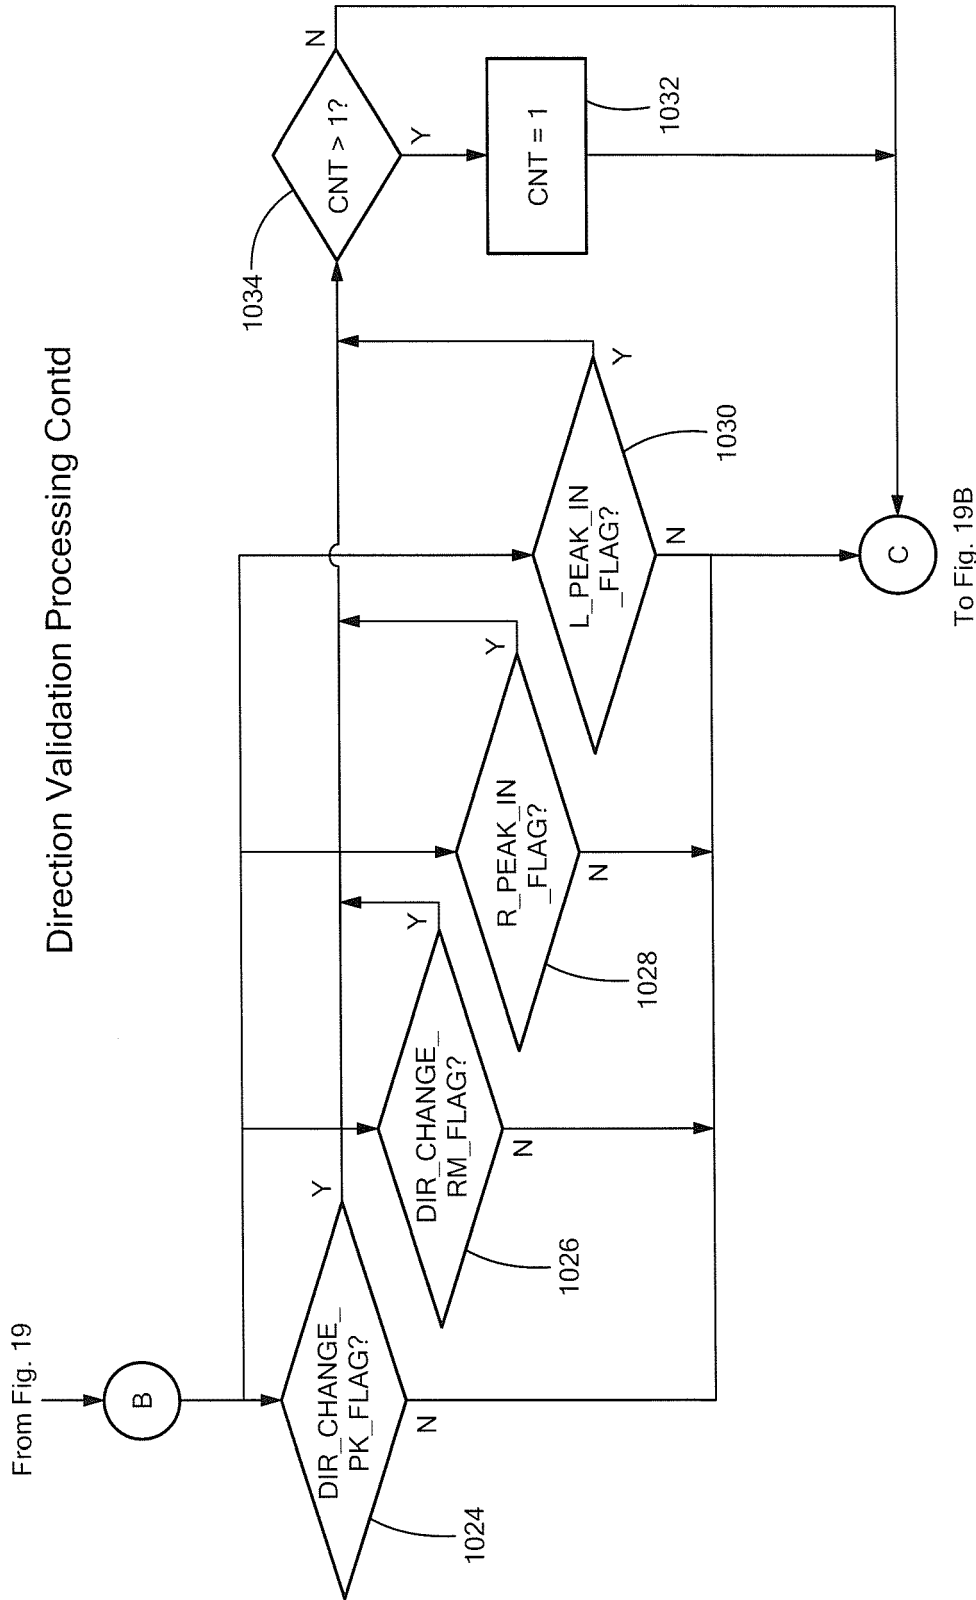 Direction Validation Processing Contd
From Fig. 19
B
DIR_CHANGE_
PK_FLAG?
Y
N
1024
DIR_CHANGE_
RM_FLAG?
Y
N
1026
R_PEAK_IN
_FLAG?
Y
N
1028
L_PEAK_IN
_FLAG?
Y
N
1030
CNT > 1?
N
Y
1034
CNT = 1
1032
C
To Fig. 19B